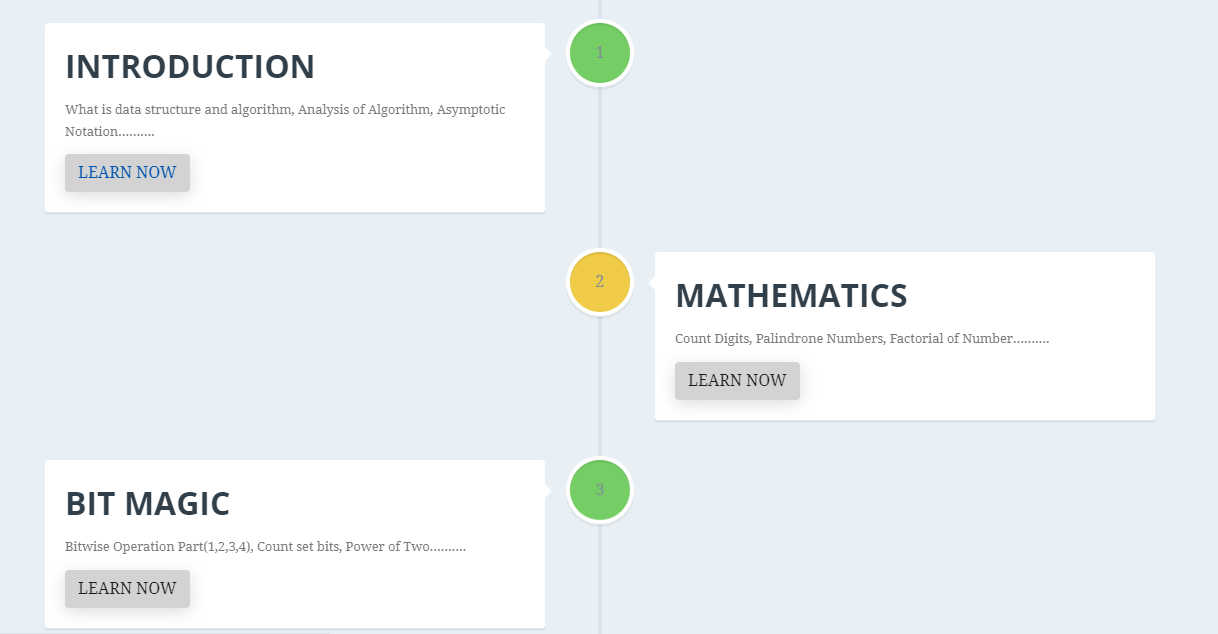 INTRODUCTION
1
What is data structure and algorithm, Analysis of Algorithm, Asymptotic
Notation..........
LEARN NOW
2
MATHEMATICS
Count Digits, Palindrone Numbers, Factorial of Number..........
LEARN NOW
BIT MAGIC
3
Bitwise Operation Part(1,2,3,4), Count set bits, Power of Two..........
LEARN NOW